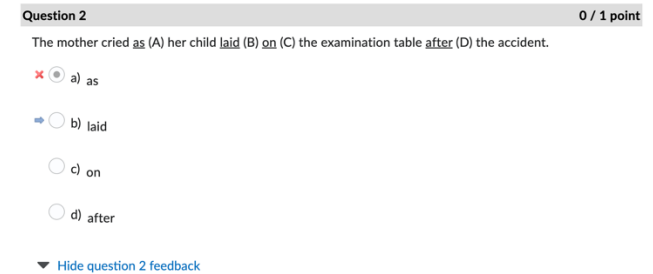 Question 2 0 / 1 point
The mother cried as (A) her child laid (B) on (C) the examination table after (D) the accident.
a) as
b) laid
c) on
d) after
Hide question 2 feedback